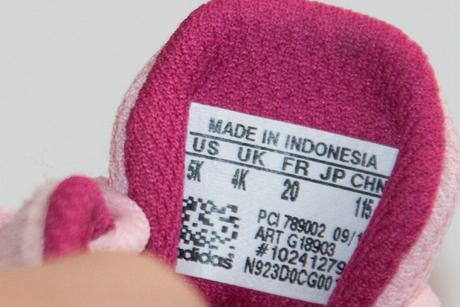 MADE IN INDONESIA
US UK FR JP CHN
5K 4K 20 115
PCI 789002 09/1
ART G18903
# 10241279
adidas N923D0CG00